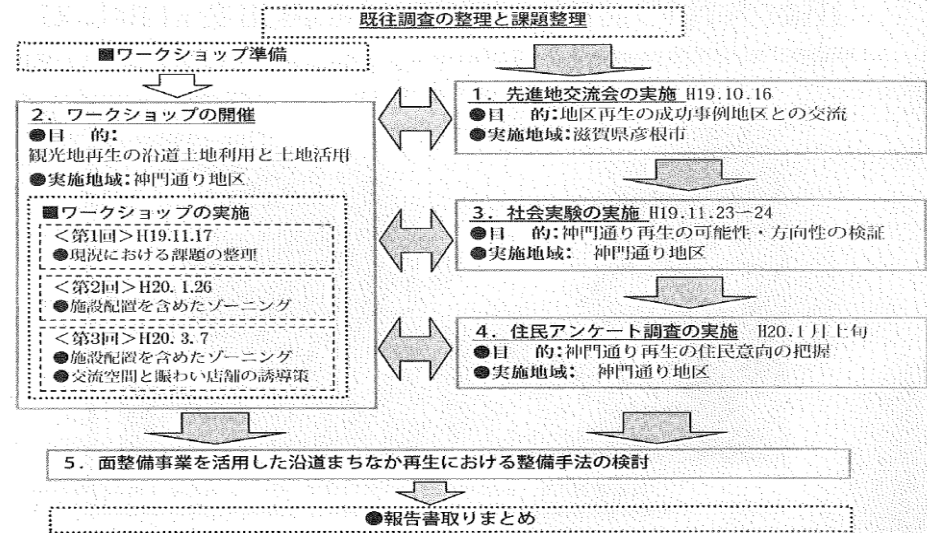 既往調査の整理と課題整理
■ワークショップ準備
2．ワークショップの開催
●目　的：
観光地再生の沿道土地利用と土地活用
●実施地域：神門通り地区
■ワークショップの実施
＜第1回＞H19.11.17
●現況における課題の整理
＜第2回＞H20.1.26
●施設配置を含めたゾーニング
＜第3回＞H20.3.7
●施設配置を含めたゾーニング
●交流空間と賑わい店舗の誘導策
1．先進地交流会の実施 H19.10.16
●目　的：地区再生の成功事例地区との交流
●実施地域：滋賀県彦根市
3．社会実験の実施 H19.11.23－24
●目　的：神門通り再生の可能性・方向性の検証
●実施地域：　神門通り地区
4．住民アンケート調査の実施 H20.1月上旬
●目　的：神門通り再生の住民意向の把握
●実施地域：　神門通り地区
5．面整備事業を活用した沿道まちなか再生における整備手法の検討
●報告書取りまとめ